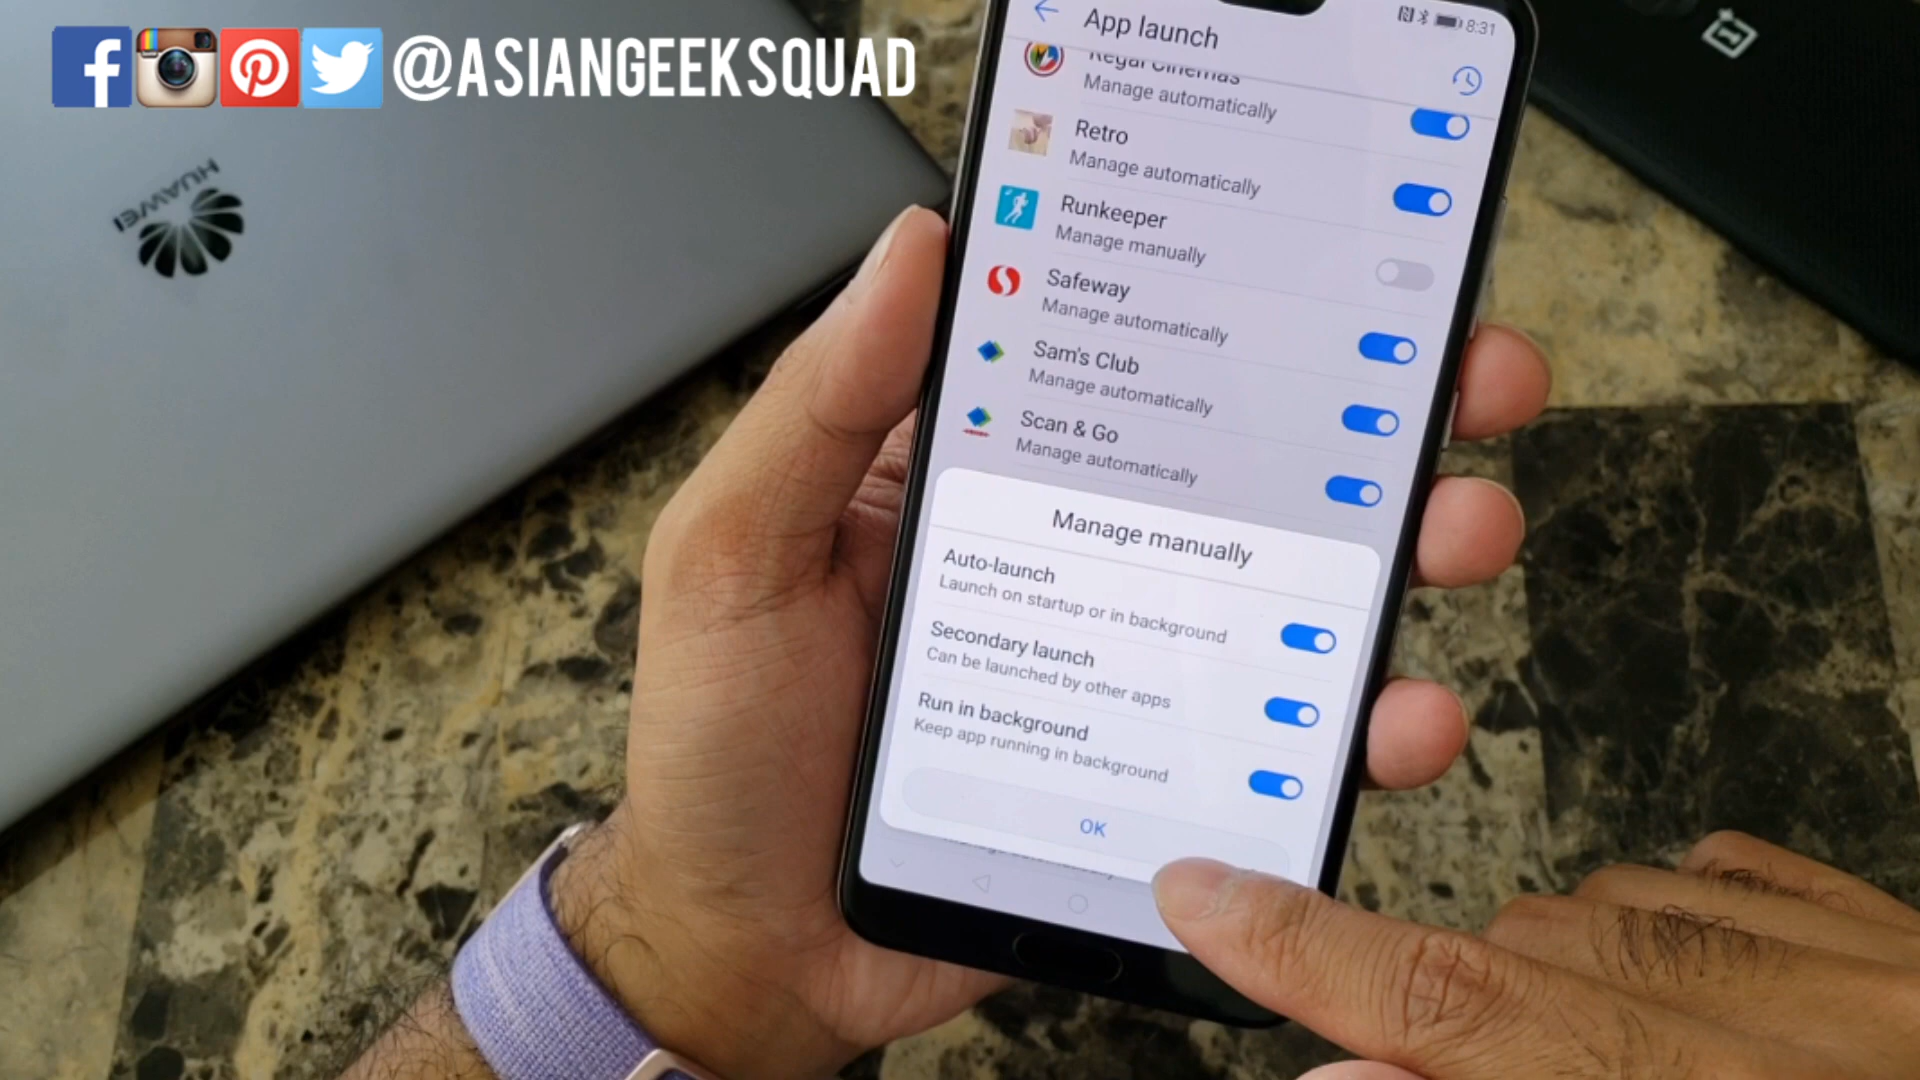 @ASIANGEEKSQUAD
HUAWEI
8:31
App launch
Regal Cinemas
Manage automatically
Retro
Manage automatically
Runkeeper
Manage manually
Safeway
Manage automatically
Sam's Club
Manage automatically
Scan & Go
Manage automatically
Manage manually
Auto-launch
Launch on startup or in background
Secondary launch
Can be launched by other apps
Run in background
Keep app running in background
OK